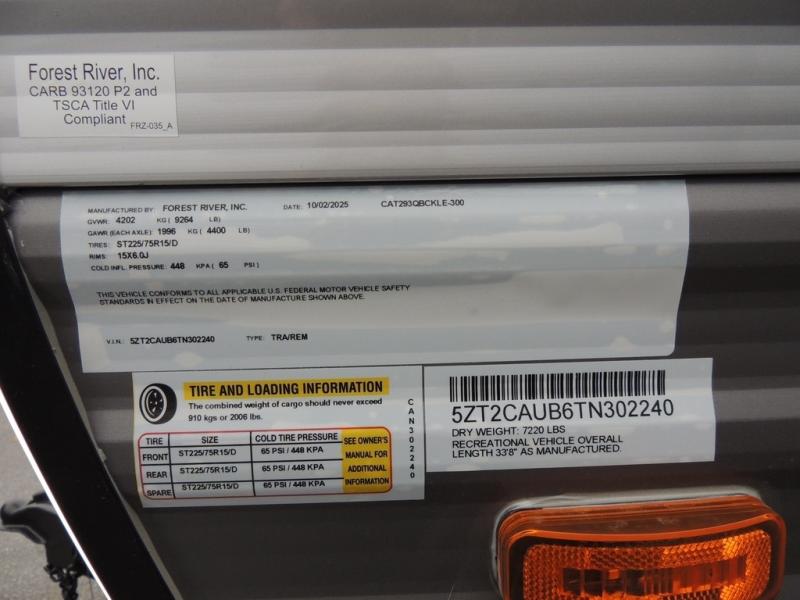 Forest River, Inc.
CARB 93120 P2 and
TSCA Title VI
Compliant FRZ-035_A
MANUFACTURED BY: FOREST RIVER, INC. DATE: 10/02/2025 CAT293QBCKLE-300
GVWR: 4202 KG ( 9264 LB)
GAWR (EACH AXLE): 1996 KG ( 4400 LB)
TIRES: ST225/75R15/D
RIMS: 15X6.0J
COLD INFL. PRESSURE: 448 KPA ( 65 PSI )
THIS VEHICLE CONFORMS TO ALL APPLICABLE U.S. FEDERAL MOTOR VEHICLE SAFETY
STANDARDS IN EFFECT ON THE DATE OF MANUFACTURE SHOWN ABOVE.
V.I.N.: 5ZT2CAUB6TN302240 TYPE: TRA/REM
TIRE AND LOADING INFORMATION
The combined weight of cargo should never exceed
910 kgs or 2006 lbs.
TIRE SIZE COLD TIRE PRESSURE
FRONT ST225/75R15/D 65 PSI / 448 KPA
REAR ST225/75R15/D 65 PSI / 448 KPA
SPARE ST225/75R15/D 65 PSI / 448 KPA
SEE OWNER'S
MANUAL FOR
ADDITIONAL
INFORMATION
CAN302240
5ZT2CAUB6TN302240
DRY WEIGHT: 7220 LBS
RECREATIONAL VEHICLE OVERALL
LENGTH 33'8" AS MANUFACTURED.